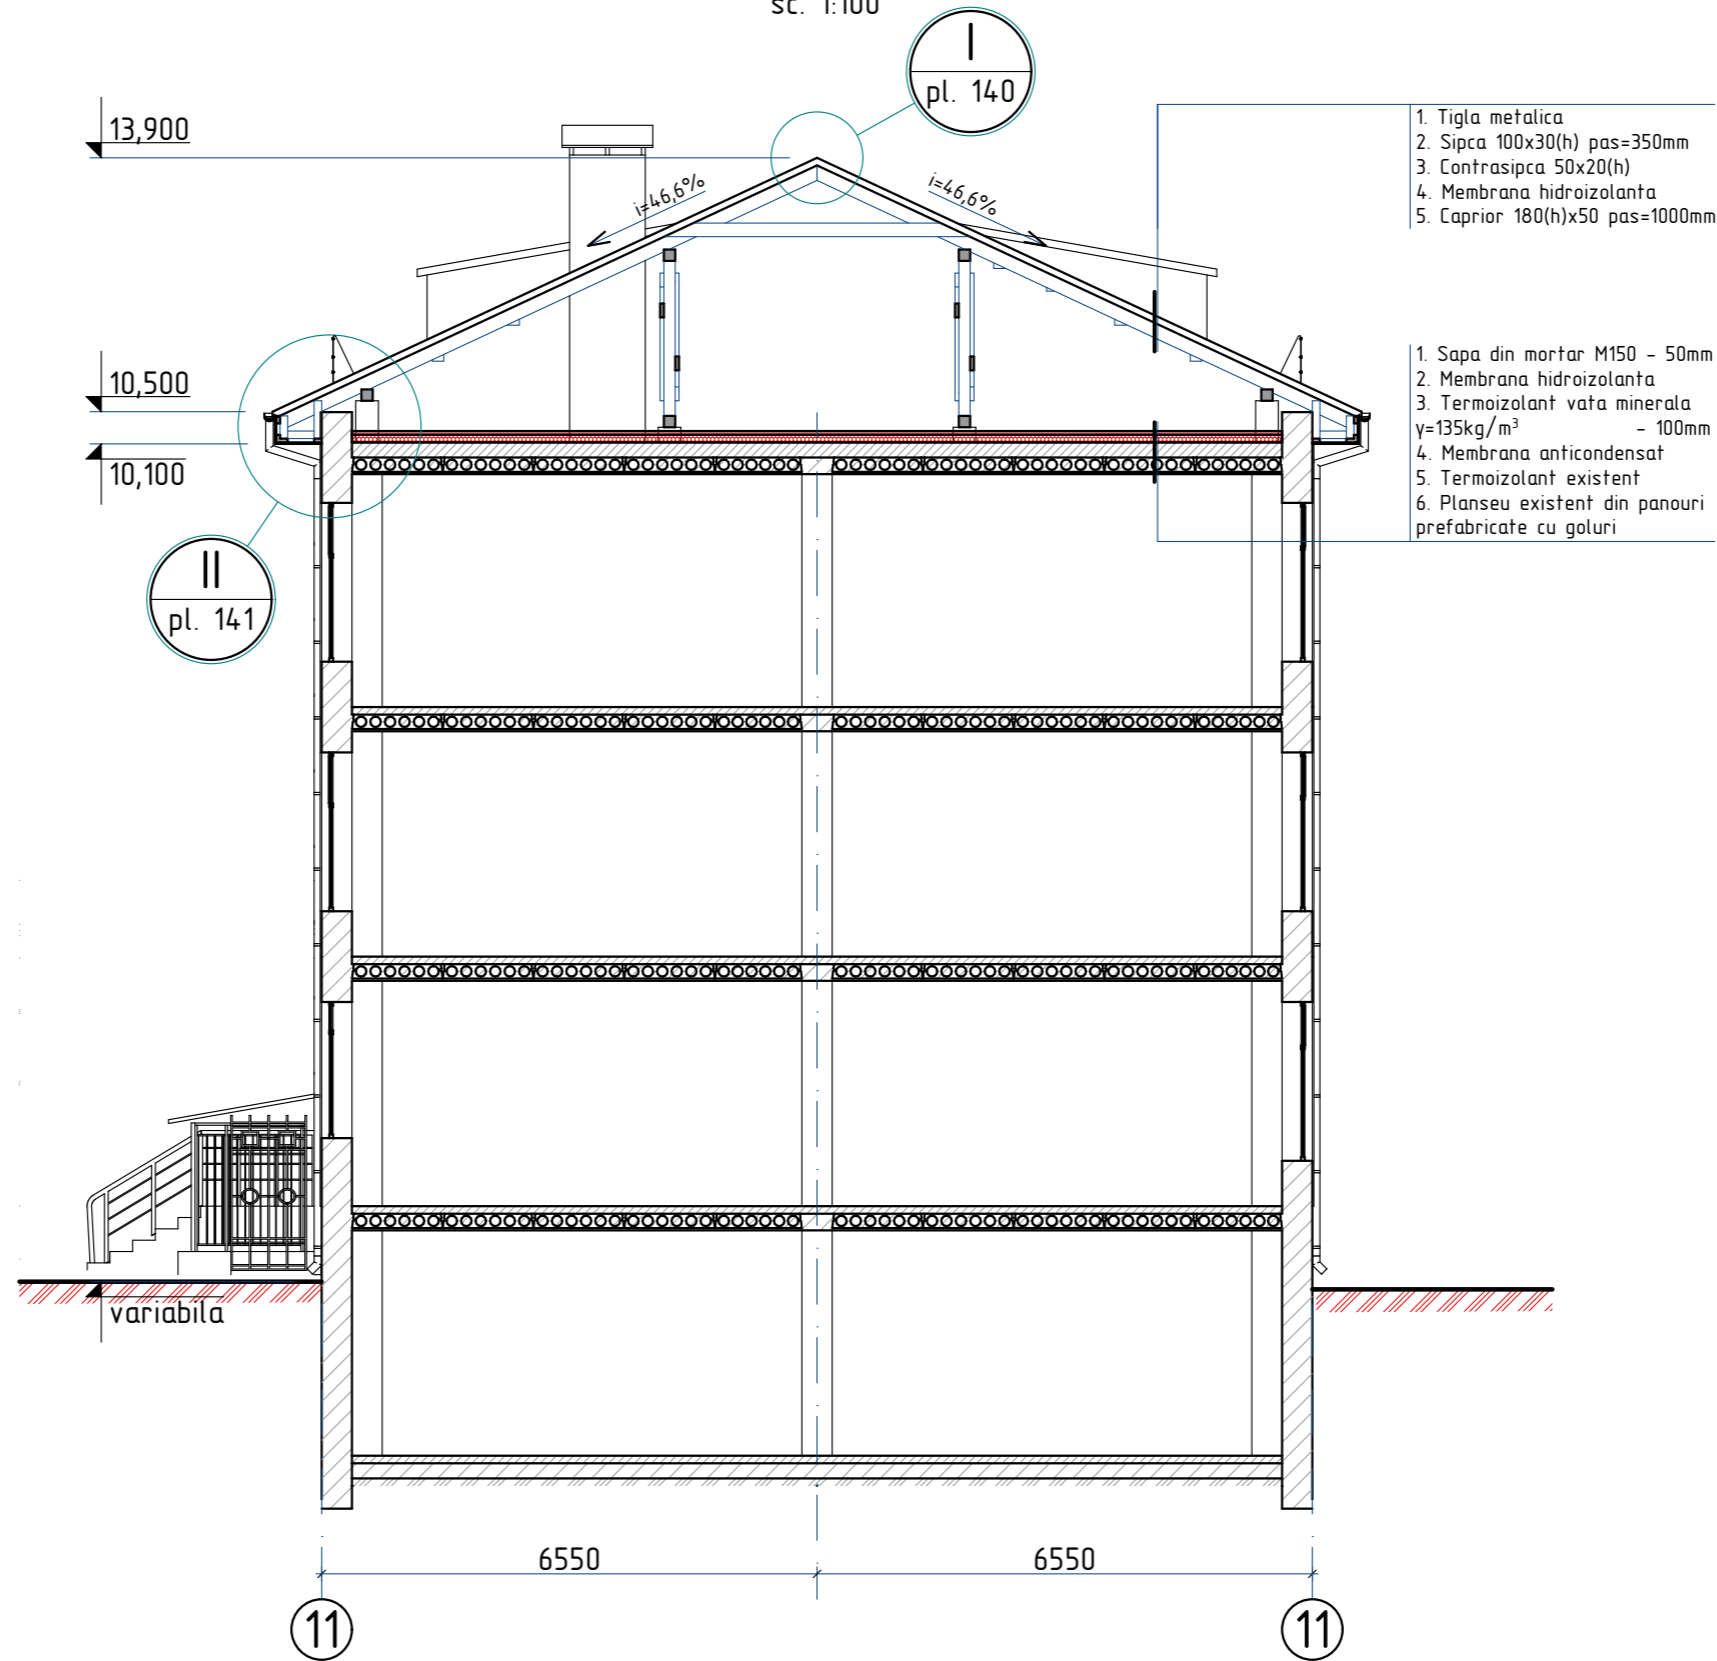 sc. 1:100
I
pl. 140
13,900
i=46,6%
i=46,6%
1. Tigla metalica
2. Sipca 100x30(h) pas=350mm
3. Contrasipca 50x20(h)
4. Membrana hidroizolanta
5. Caprior 180(h)x50 pas=1000mm
10,500
10,100
1. Sapa din mortar M150 - 50mm
2. Membrana hidroizolanta
3. Termoizolant vata minerala
γ=135kg/m³ - 100mm
4. Membrana anticondensat
5. Termoizolant existent
6. Planseu existent din panouri
prefabricate cu goluri
II
pl. 141
variabila
6550
6550
11
11